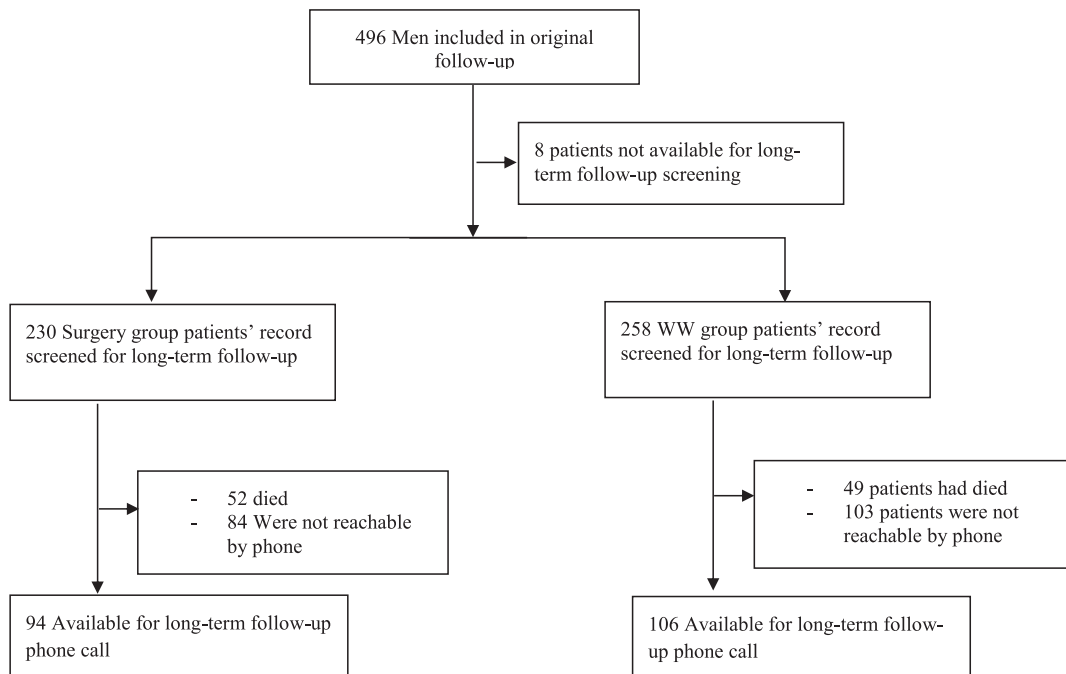 496 Men included in original
follow-up
8 patients not available for long-
term follow-up screening
230 Surgery group patients’ record
screened for long-term follow-up
258 WW group patients’ record
screened for long-term follow-up
- 52 died
- 84 Were not reachable
by phone
- 49 patients had died
- 103 patients were not
reachable by phone
94 Available for long-term follow-up
phone call
106 Available for long-term follow-
up phone call